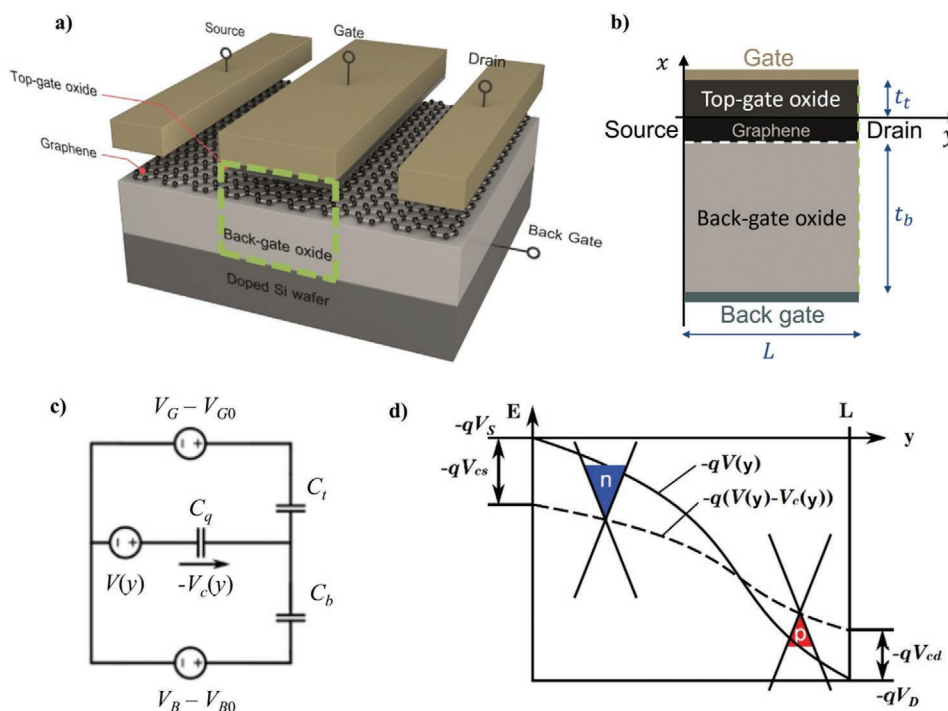 a)
Source
Gate
Drain
Top-gate oxide
Graphene
Back-gate oxide
Back Gate
Doped Si wafer
b)
x
Gate
Top-gate oxide
t_t
Source
Graphene
Drain
y
Back-gate oxide
t_b
Back gate
L
c)
V_G − V_G0
C_t
C_q
V(y)
-V_c(y)
C_b
V_B − V_B0
d)
E
L
-qV_S
y
-qV_cs
n
-qV(y)
-q(V(y)-V_c(y))
p
-qV_cd
-qV_D